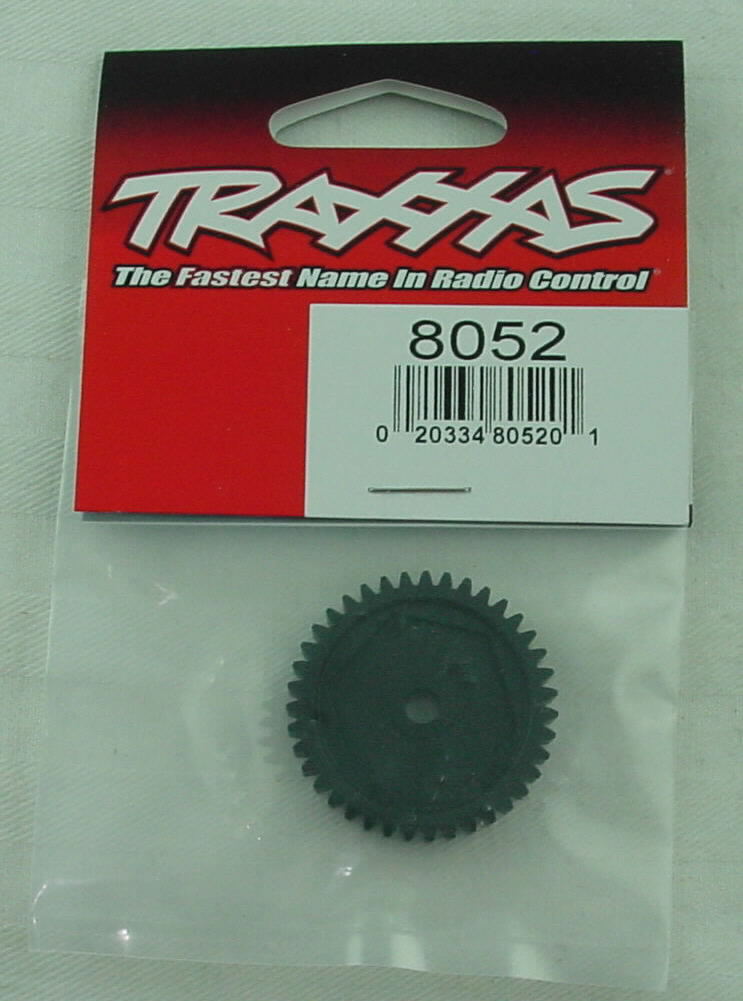 TRAXXAS
The Fastest Name In Radio Control
8052
0 20334 80520 1